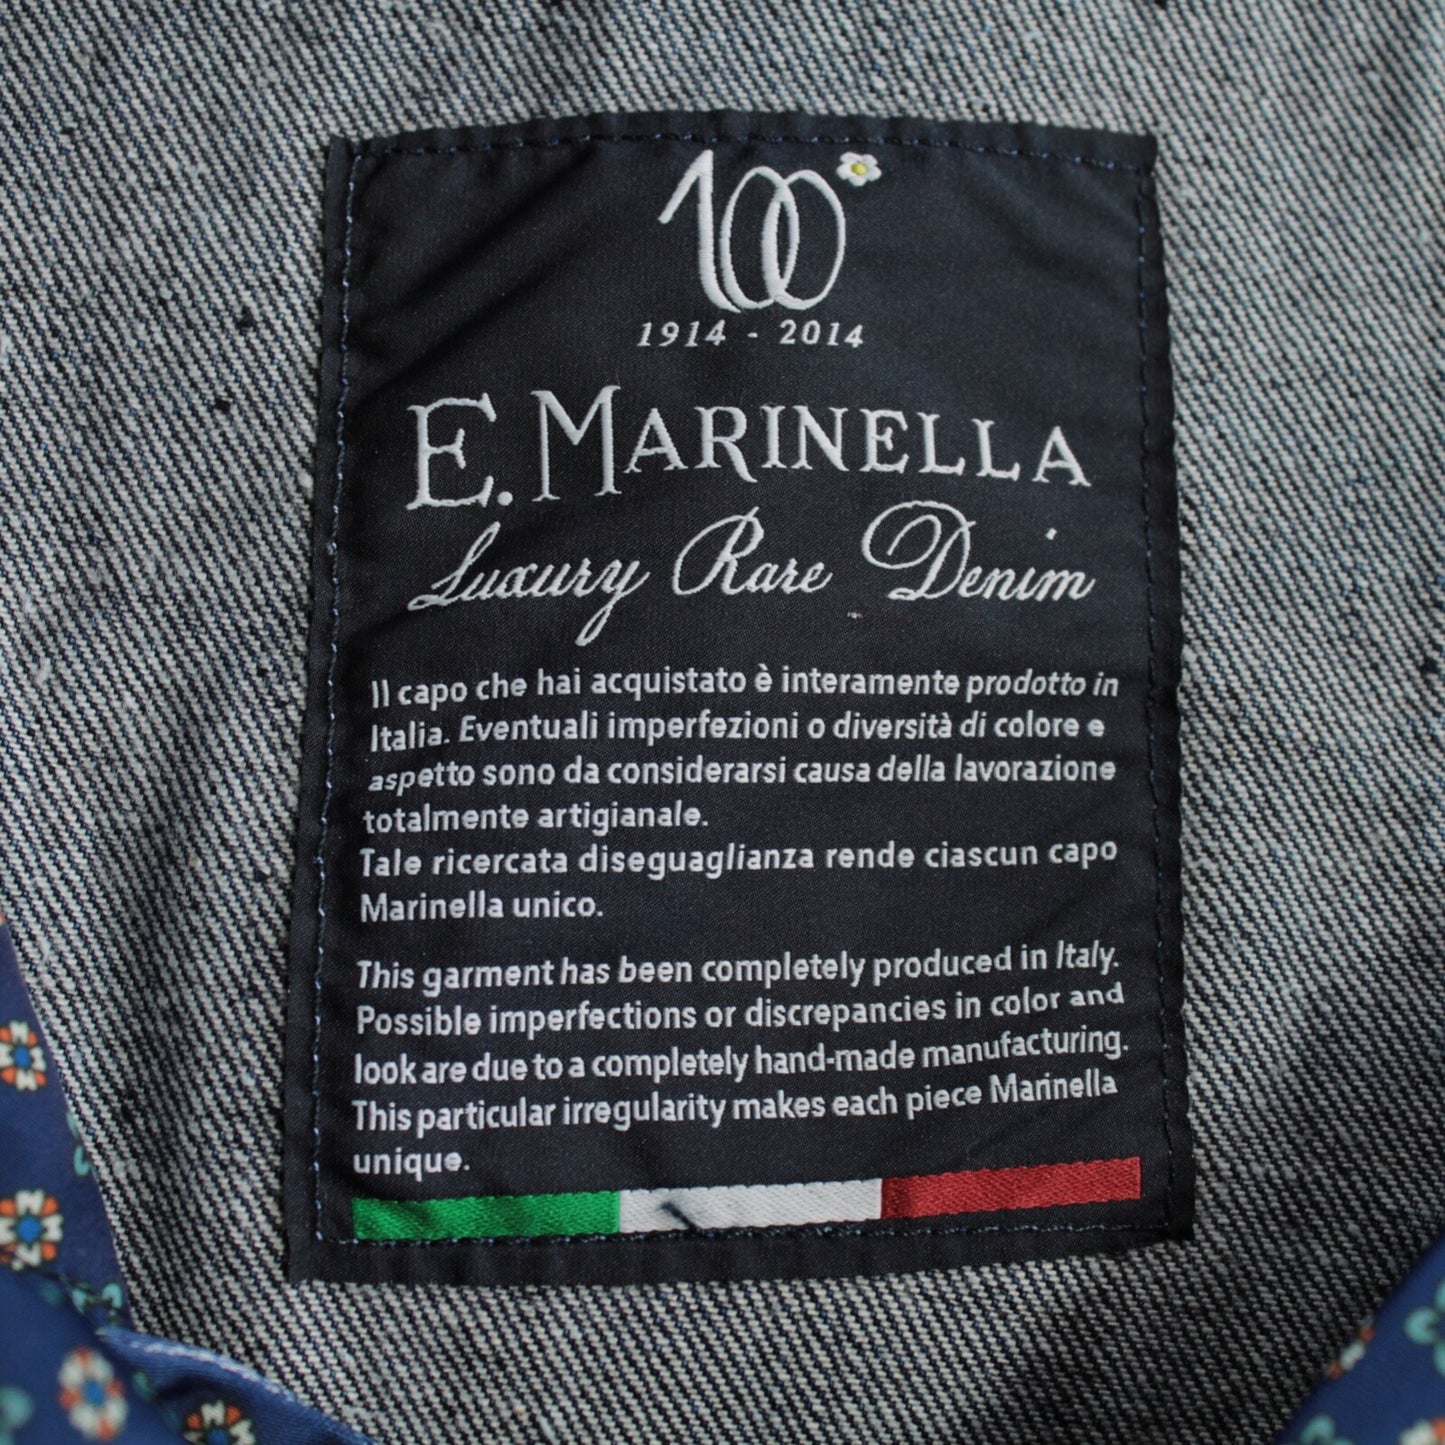 100
1914 - 2014
E. MARINELLA
Luxury Rare Denim
Il capo che hai acquistato è interamente prodotto in
Italia. Eventuali imperfezioni o diversità di colore e
aspetto sono da considerarsi causa della lavorazione
totalmente artigianale.
Tale ricercata diseguaglianza rende ciascun capo
Marinella unico.
This garment has been completely produced in Italy.
Possible imperfections or discrepancies in color and
look are due to a completely hand-made manufacturing.
This particular irregularity makes each piece Marinella
unique.